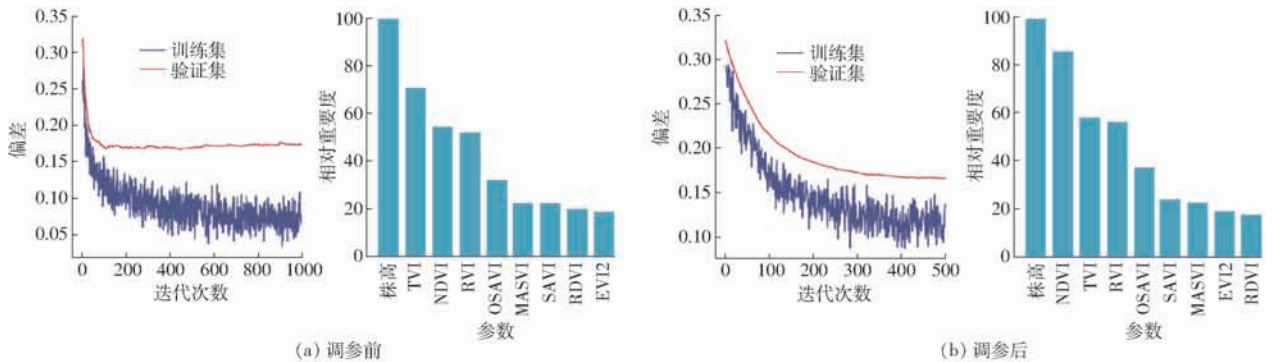 0.35
0.30
0.25
0.20
0.15
0.10
0.05
偏差
0
200
400
600
800
1000
迭代次数
训练集
验证集
100
80
60
40
20
0
相对重要度
株高
TVI
NDVI
RVI
OSAVI
MASVI
SAVI
RDVI
EVI2
参数
(a) 调参前
0.35
0.30
0.25
0.20
0.15
0.10
偏差
0
100
200
300
400
500
迭代次数
训练集
验证集
100
80
60
40
20
0
相对重要度
株高
NDVI
TVI
RVI
OSAVI
SAVI
MASVI
EVI2
RDVI
参数
(b) 调参后